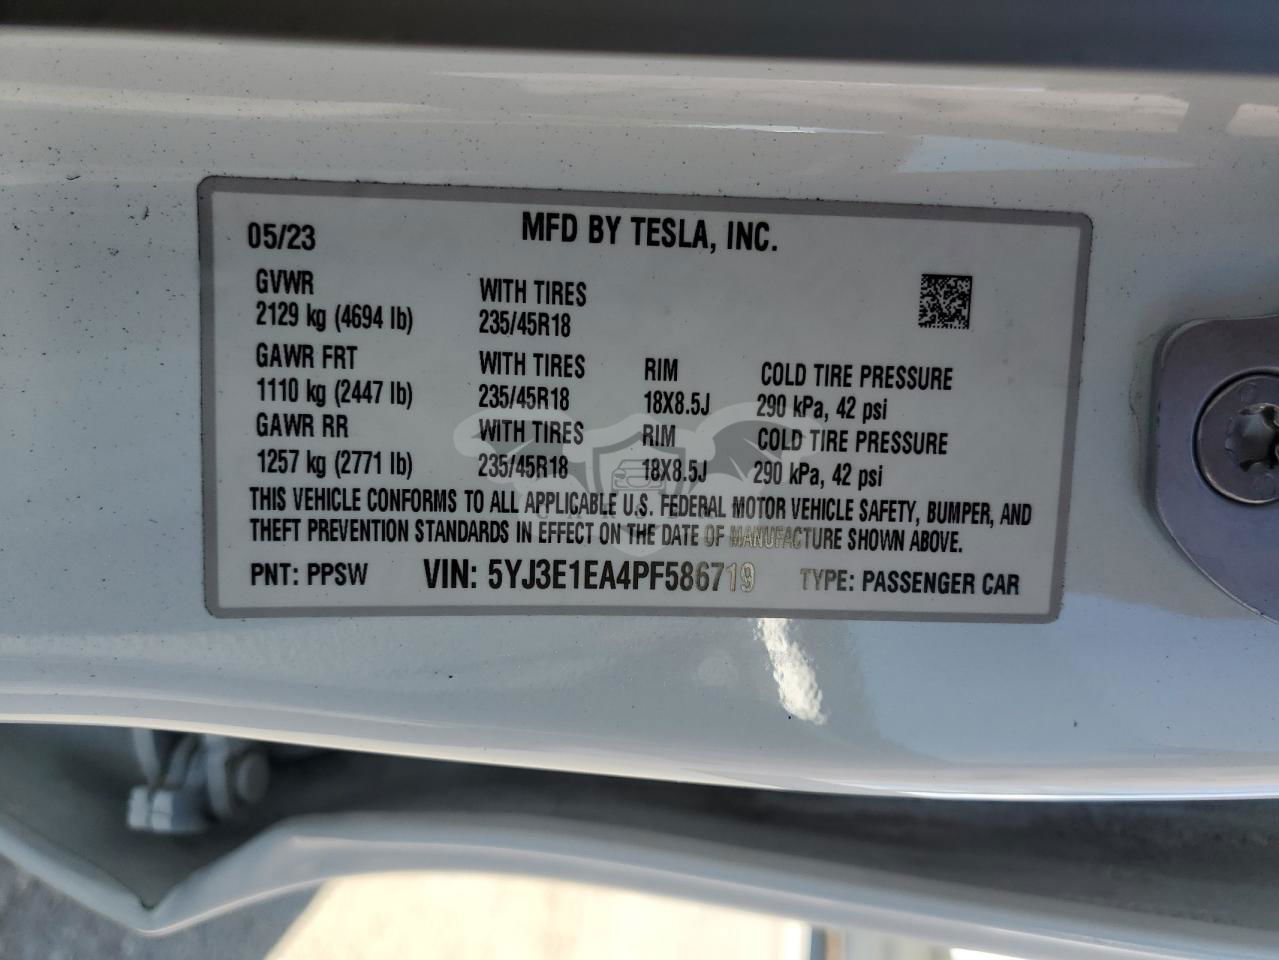 MFD BY TESLA, INC.
05/23
GVWR
2129 kg (4694 lb)
WITH TIRES
235/45R18
GAWR FRT
1110 kg (2447 lb)
WITH TIRES
235/45R18
RIM
18X8.5J
COLD TIRE PRESSURE
290 kPa, 42 psi
GAWR RR
1257 kg (2771 lb)
WITH TIRES
235/45R18
RIM
18X8.5J
COLD TIRE PRESSURE
290 kPa, 42 psi
THIS VEHICLE CONFORMS TO ALL APPLICABLE U.S. FEDERAL MOTOR VEHICLE SAFETY, BUMPER, AND
THEFT PREVENTION STANDARDS IN EFFECT ON THE DATE OF MANUFACTURE SHOWN ABOVE.
PNT: PPSW VIN: 5YJ3E1EA4PF586719 TYPE: PASSENGER CAR